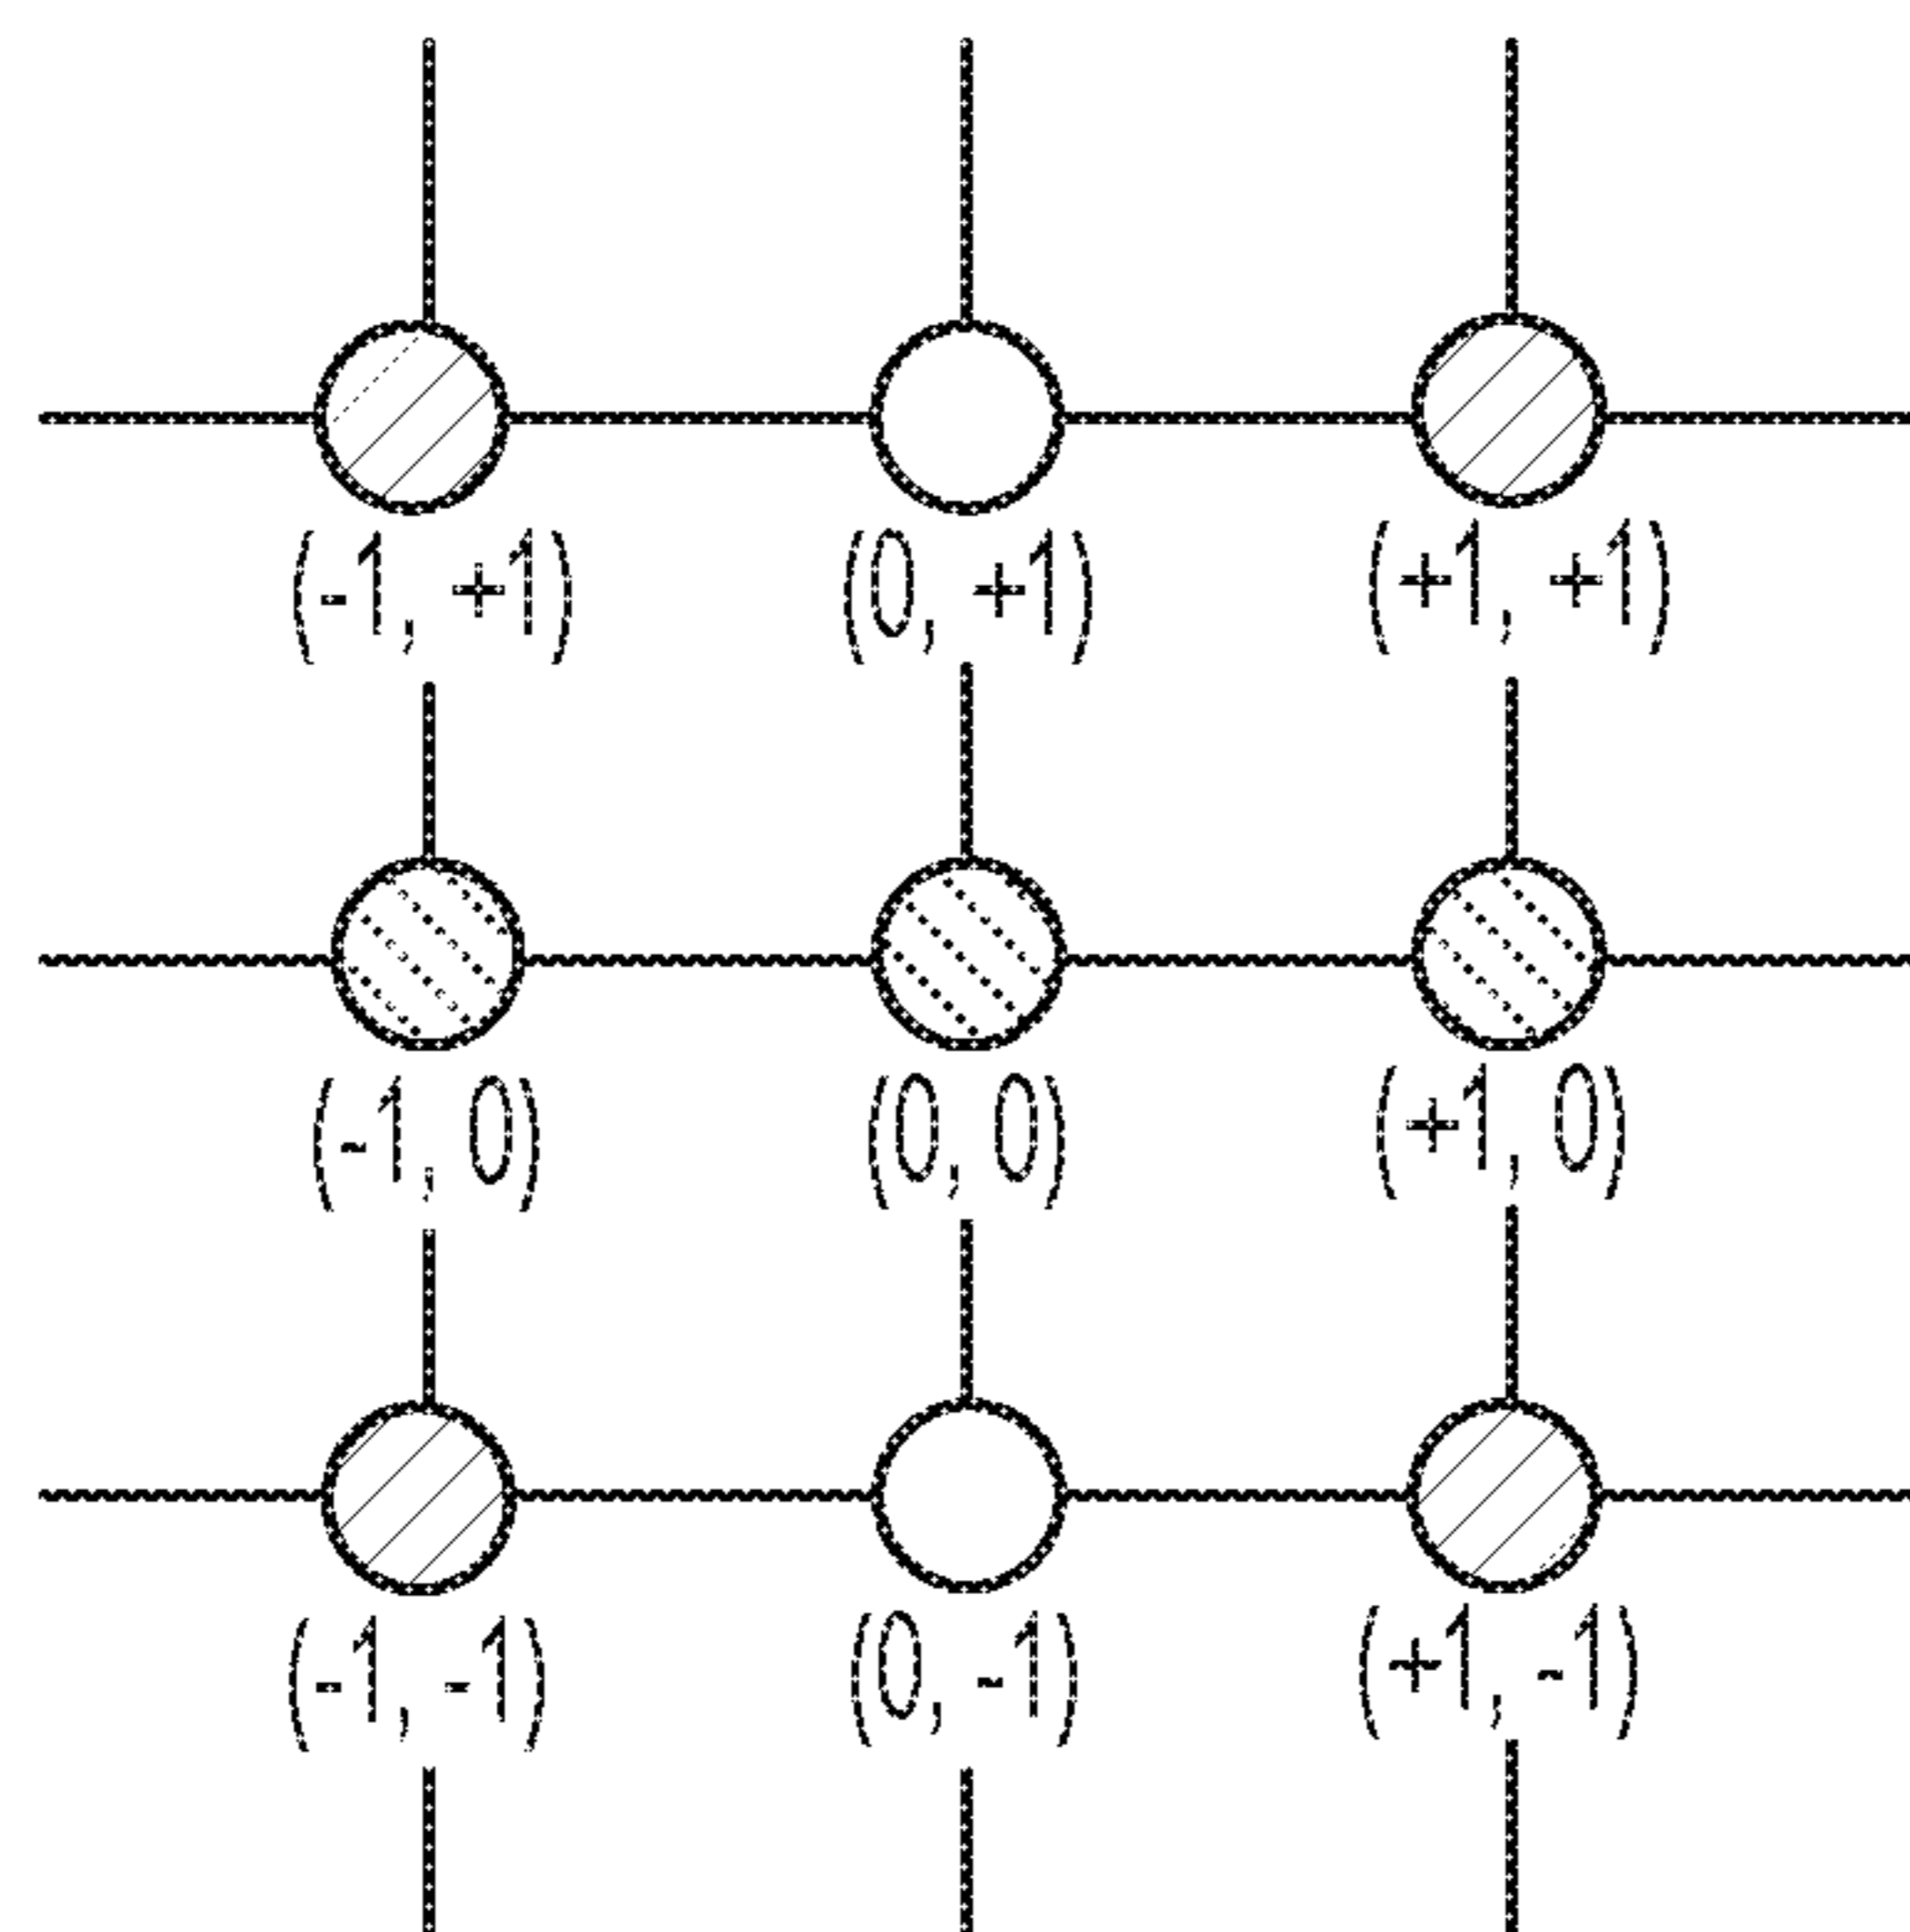 (-1, +1) (0, +1) (+1, +1)
(-1, 0) (0, 0) (+1, 0)
(-1, -1) (0, -1) (+1, -1)